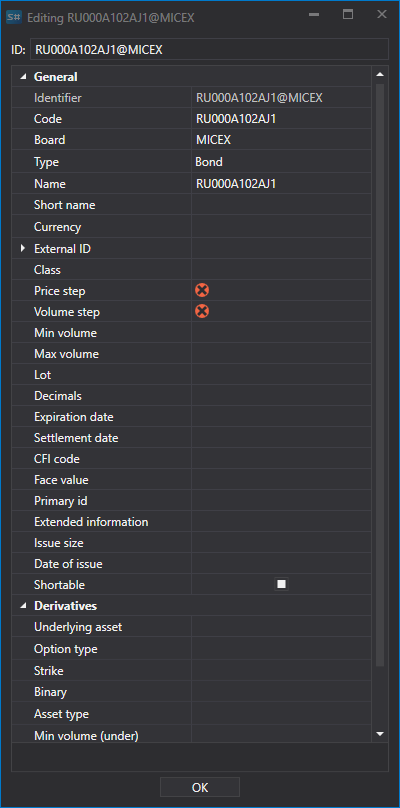 S# Editing RU000A102AJ1@MICEX
ID: RU000A102AJ1@MICEX
General
Identifier RU000A102AJ1@MICEX
Code RU000A102AJ1
Board MICEX
Type Bond
Name RU000A102AJ1
Short name
Currency
External ID
Class
Price step
Volume step
Min volume
Max volume
Lot
Decimals
Expiration date
Settlement date
CFI code
Face value
Primary id
Extended information
Issue size
Date of issue
Shortable
Derivatives
Underlying asset
Option type
Strike
Binary
Asset type
Min volume (under)
OK